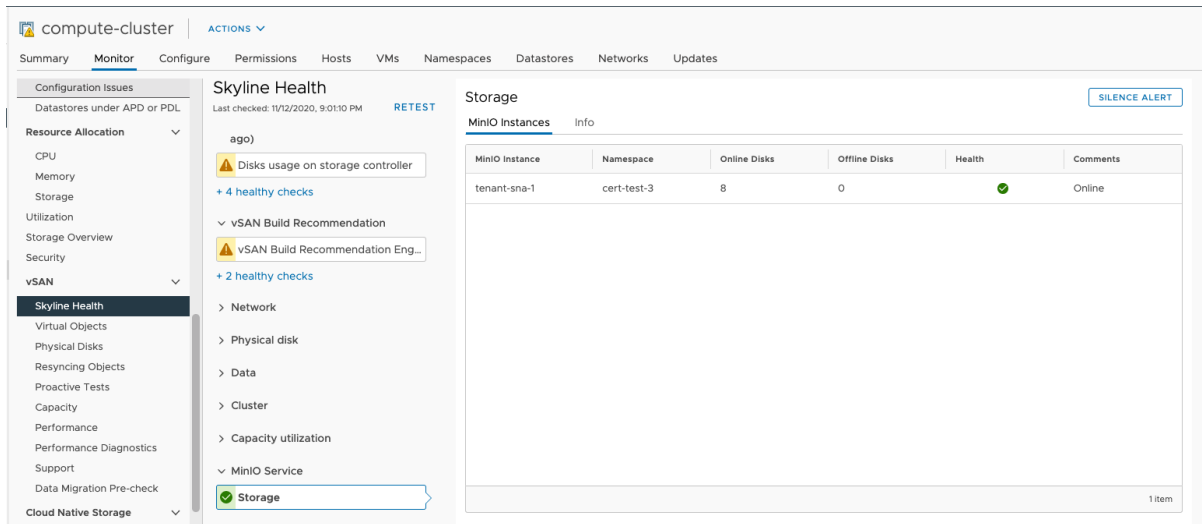 compute-cluster ACTIONS
Summary Monitor Configure Permissions Hosts VMs Namespaces Datastores Networks Updates
Configuration Issues
Datastores under APD or PDL
Resource Allocation
CPU
Memory
Storage
Utilization
Storage Overview
Security
vSAN
Skyline Health
Virtual Objects
Physical Disks
Resyncing Objects
Proactive Tests
Capacity
Performance
Performance Diagnostics
Support
Data Migration Pre-check
Cloud Native Storage
Skyline Health
Last checked: 11/12/2020, 9:01:10 PM RETEST
ago)
Disks usage on storage controller
+ 4 healthy checks
vSAN Build Recommendation
vSAN Build Recommendation Eng...
+ 2 healthy checks
Network
Physical disk
Data
Cluster
Capacity utilization
MinIO Service
Storage
Storage SILENCE ALERT
MinIO Instances Info
MinIO Instance Namespace Online Disks Offline Disks Health Comments
tenant-sna-1 cert-test-3 8 0 Online
1 item